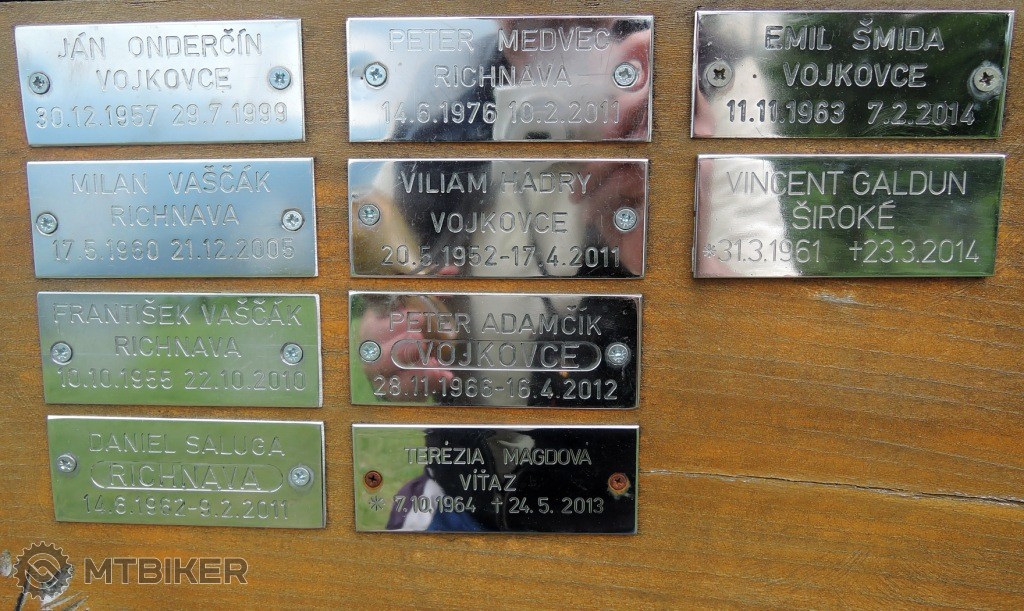 JÁN ONDERČÍN
VOJKOVCE
30.12.1957 29.7.1999
MILAN VAŠČÁK
RICHNAVA
17.5.1960 21.12.2005
FRANTIŠEK VAŠČÁK
RICHNAVA
10.10.1955 22.10.2010
DANIEL SALUGA
RICHNAVA
14.6.1982-9.2.2011
PETER MEDVEC
RICHNAVA
14.6.1976 10.2.2011
VILIAM HADRY
VOJKOVCE
20.5.1952-17.4.2011
PETER ADAMČÍK
VOJKOVCE
28.11.1966-16.4.2012
TERÉZIA MAGDOVÁ
VÍŤAZ
* 7.10.1964 + 24.5. 2013
EMIL ŠMIDA
VOJKOVCE
11.11.1963 7.2.2014
VINCENT GALDUN
ŠIROKÉ
*31.3.1961 +23.3.2014
MTBIKER